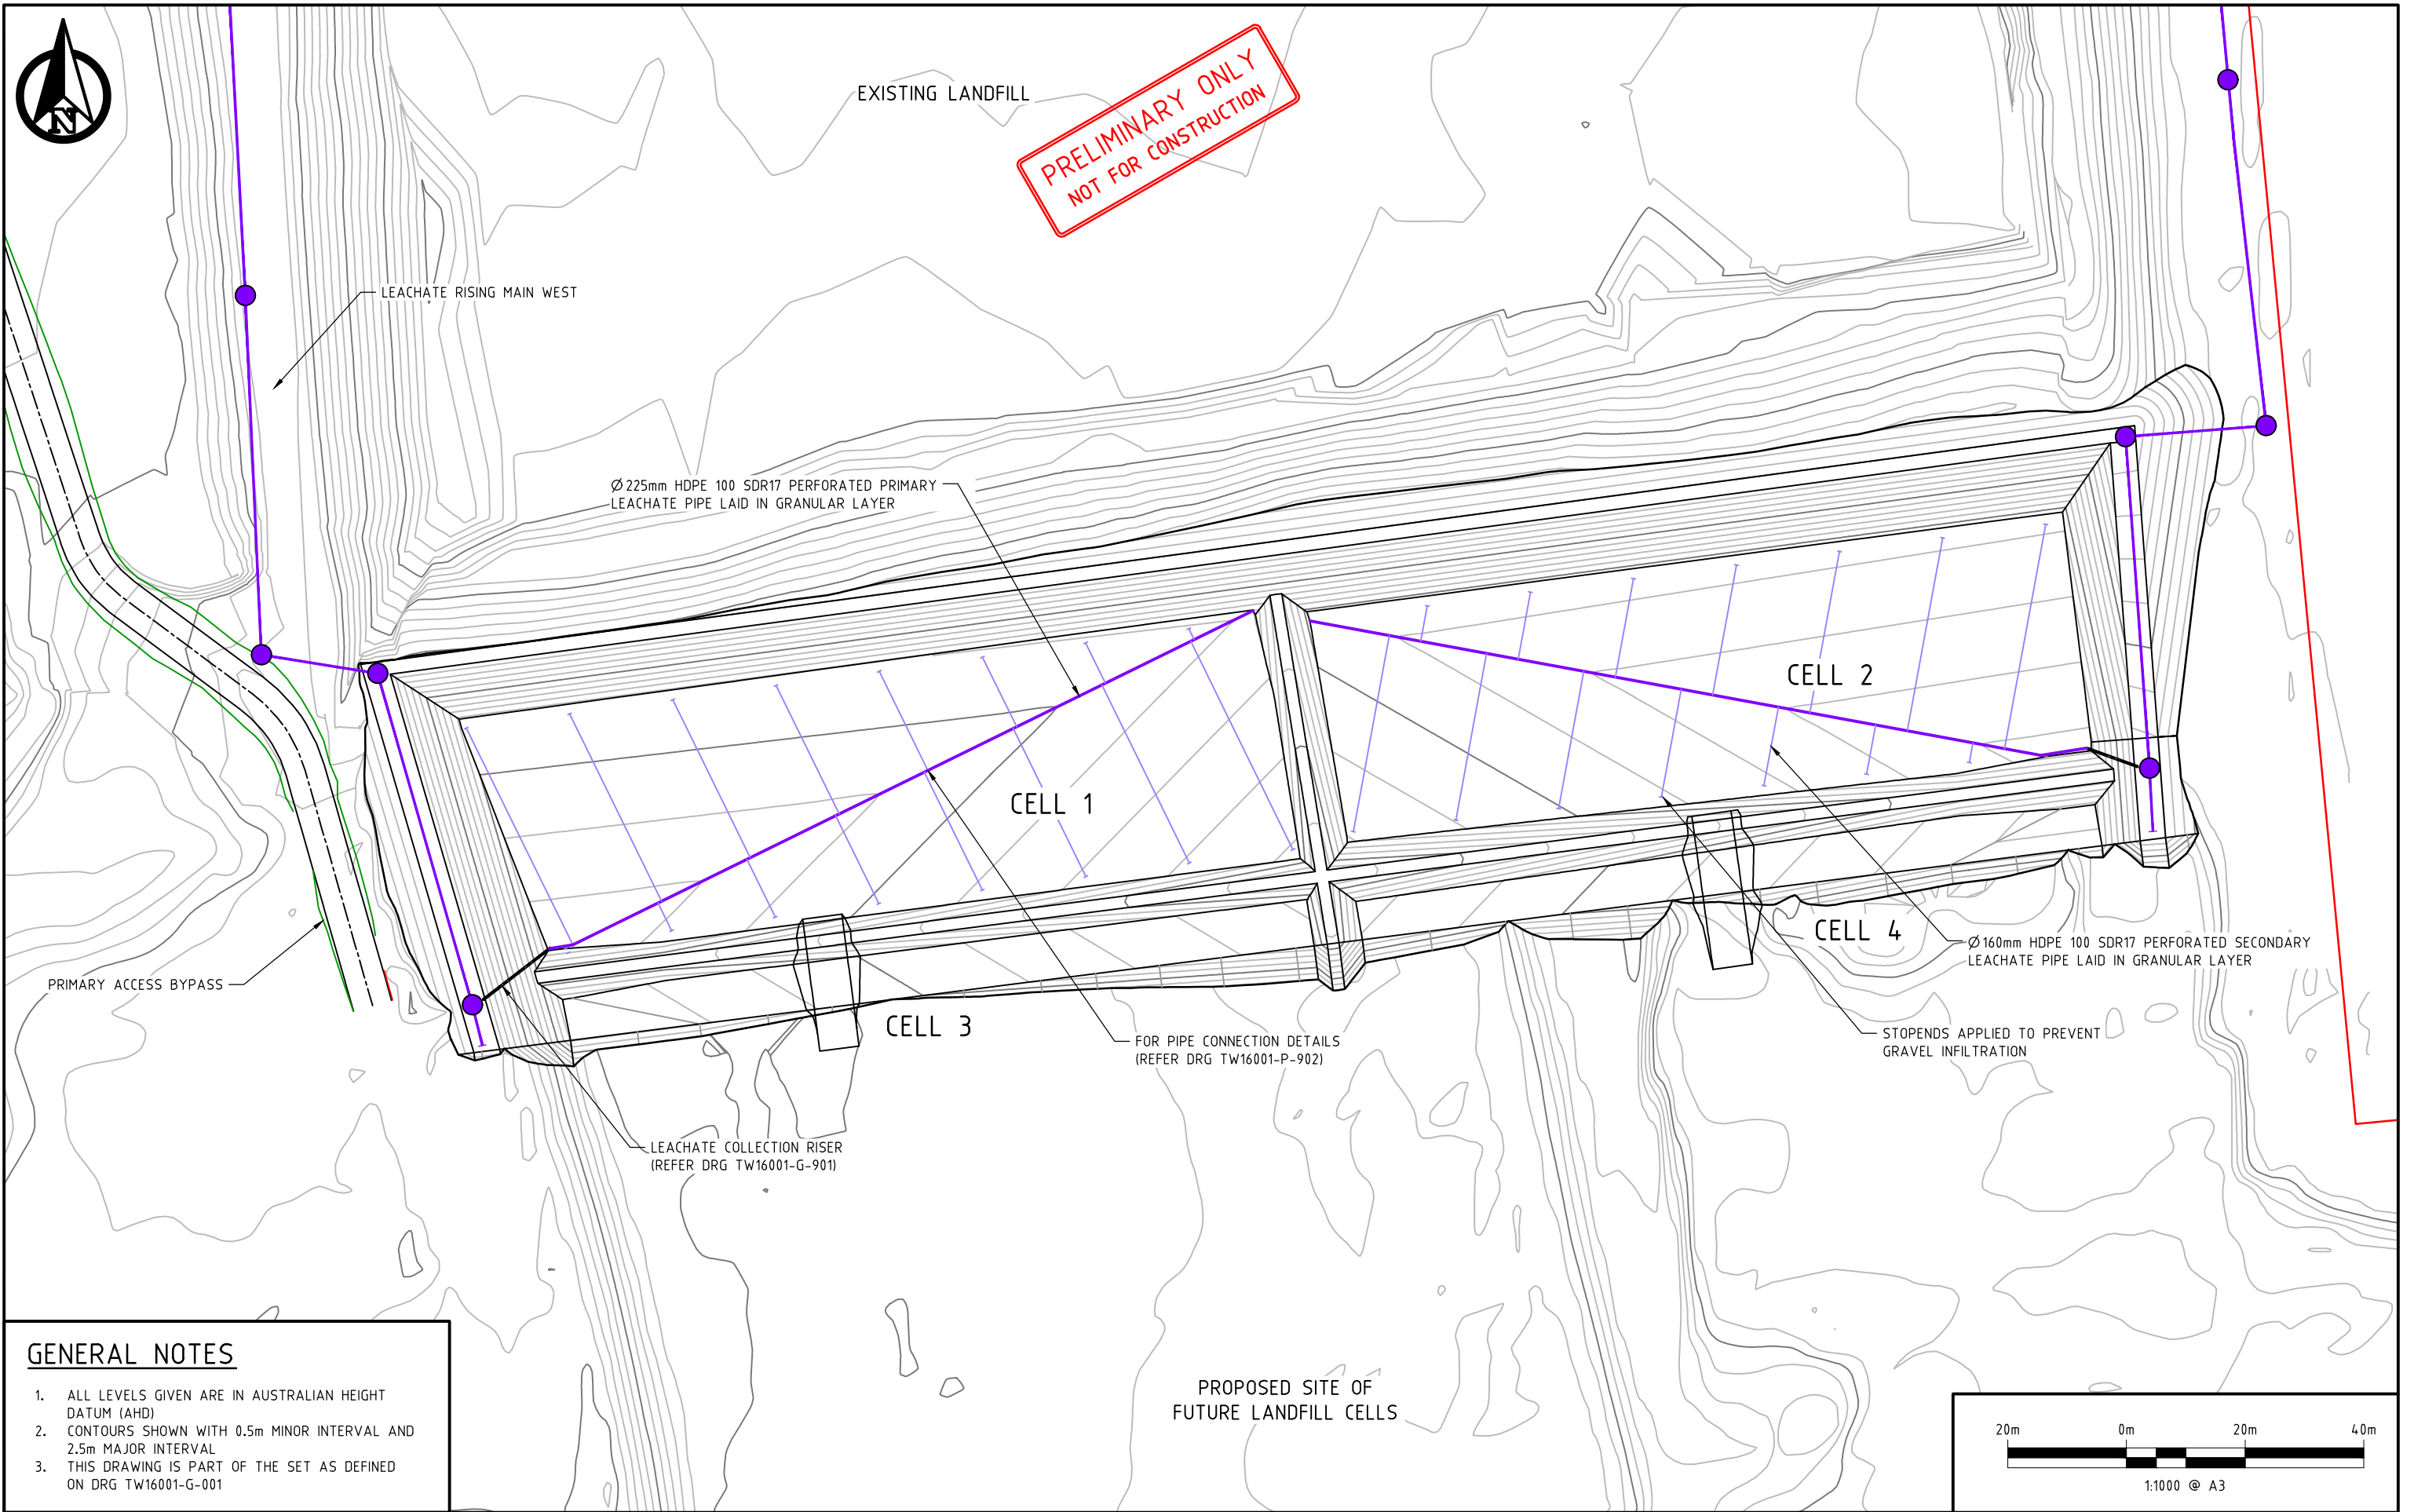 N
EXISTING LANDFILL
PRELIMINARY ONLY
NOT FOR CONSTRUCTION
LEACHATE RISING MAIN WEST
Ø225mm HDPE 100 SDR17 PERFORATED PRIMARY
LEACHATE PIPE LAID IN GRANULAR LAYER
CELL 2
CELL 1
CELL 4
Ø160mm HDPE 100 SDR17 PERFORATED SECONDARY
LEACHATE PIPE LAID IN GRANULAR LAYER
PRIMARY ACCESS BYPASS
CELL 3
FOR PIPE CONNECTION DETAILS
(REFER DRG TW16001-P-902)
STOPENDS APPLIED TO PREVENT
GRAVEL INFILTRATION
LEACHATE COLLECTION RISER
(REFER DRG TW16001-G-901)
GENERAL NOTES
1. ALL LEVELS GIVEN ARE IN AUSTRALIAN HEIGHT
DATUM (AHD)
2. CONTOURS SHOWN WITH 0.5m MINOR INTERVAL AND
2.5m MAJOR INTERVAL
3. THIS DRAWING IS PART OF THE SET AS DEFINED
ON DRG TW16001-G-001
PROPOSED SITE OF
FUTURE LANDFILL CELLS
20m 0m 20m 40m
1:1000 @ A3